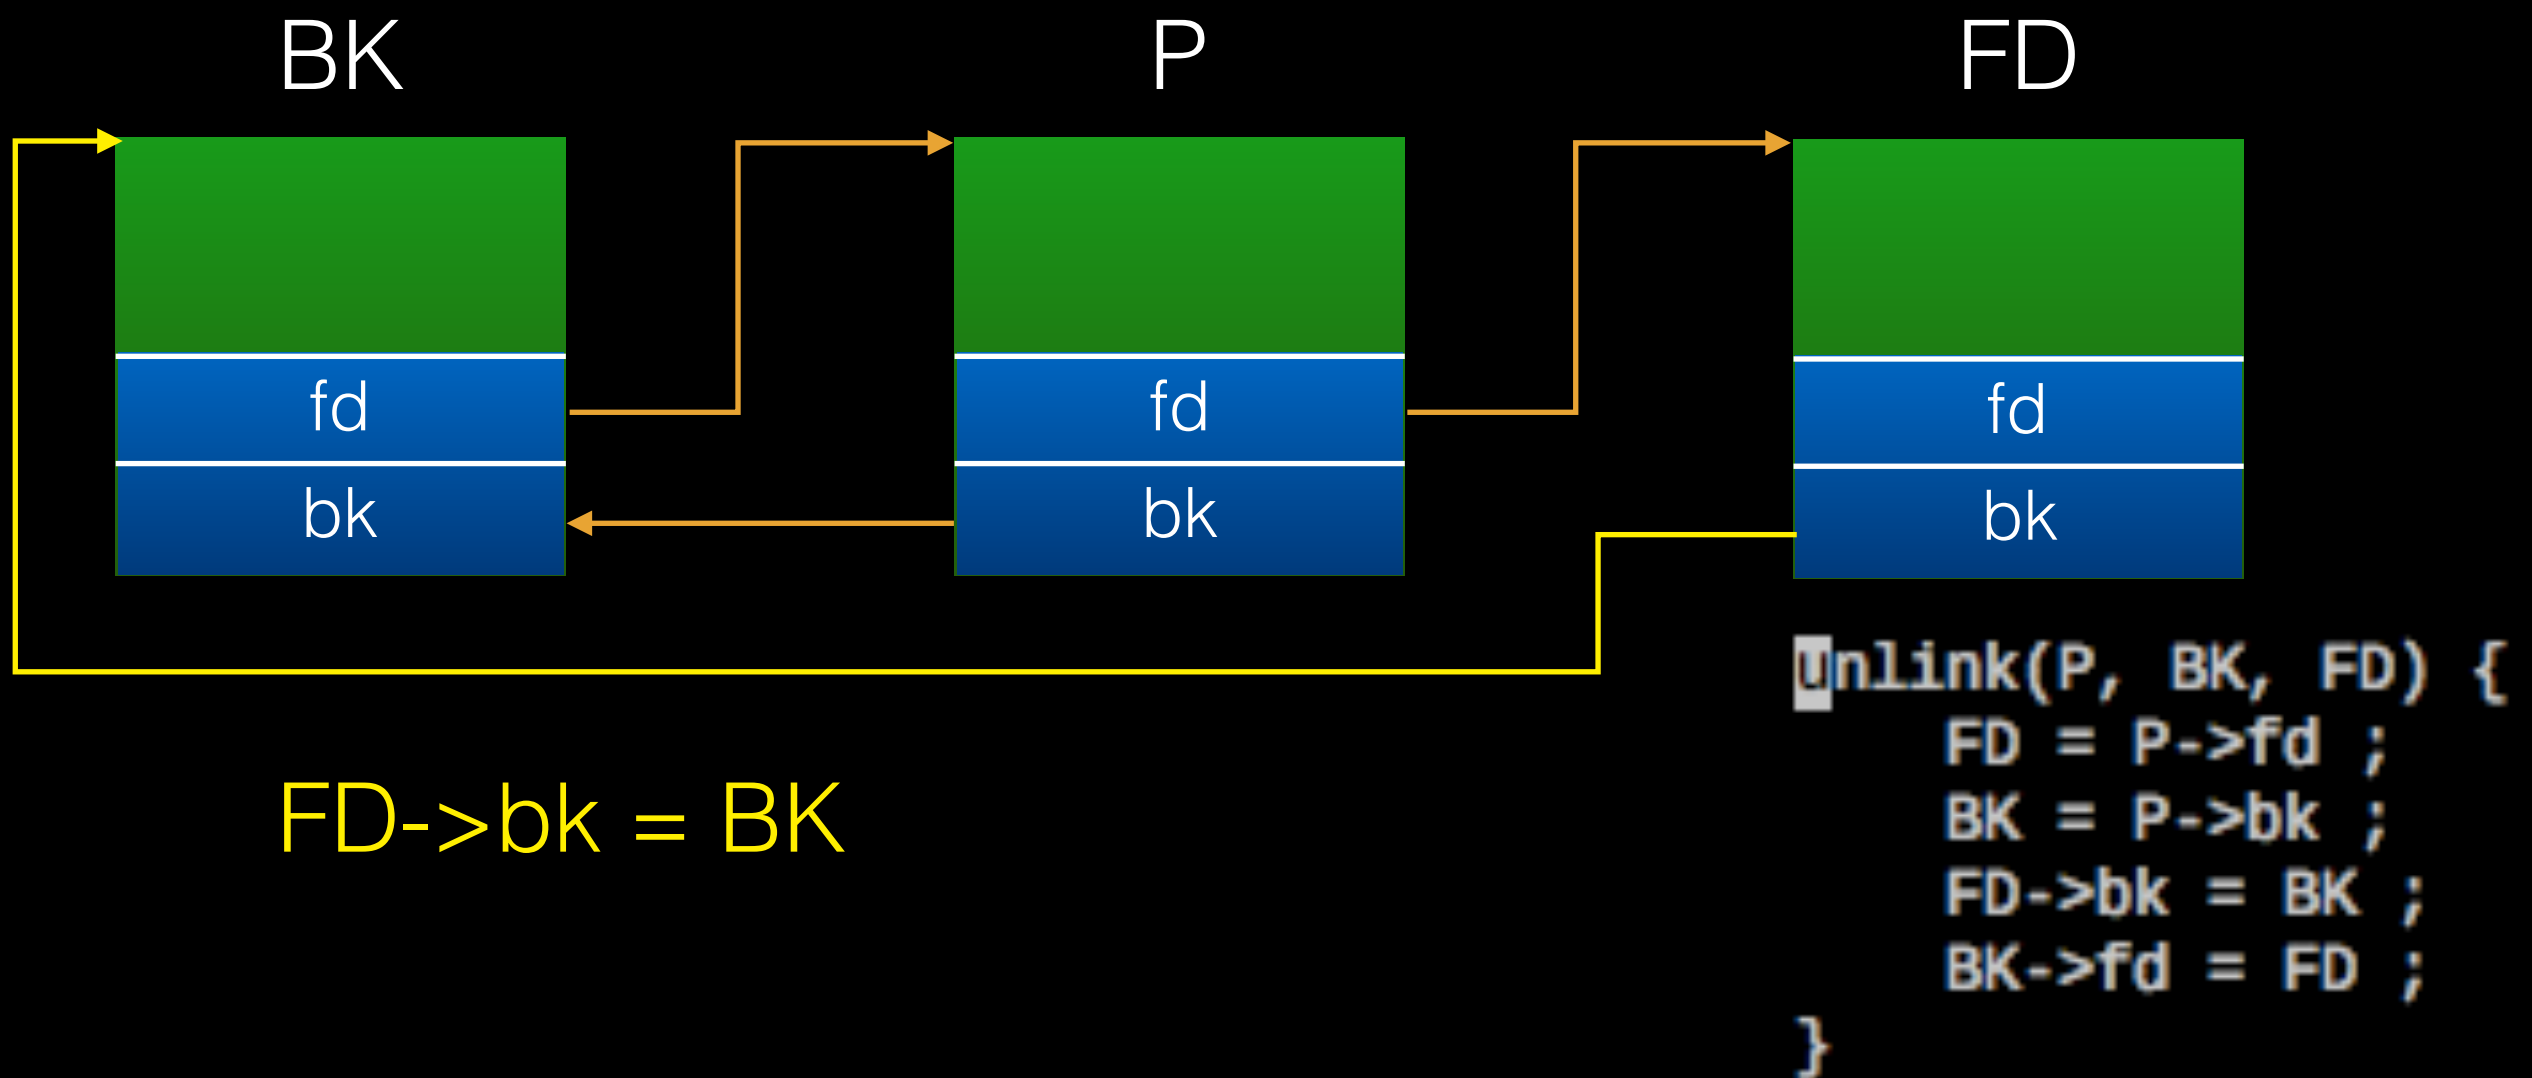 BK
P
FD
fd
fd
fd
bk
bk
bk
unlink(P, BK, FD) {
FD = P->fd ;
BK = P->bk ;
FD->bk = BK ;
BK->fd = FD ;
}
FD->bk = BK